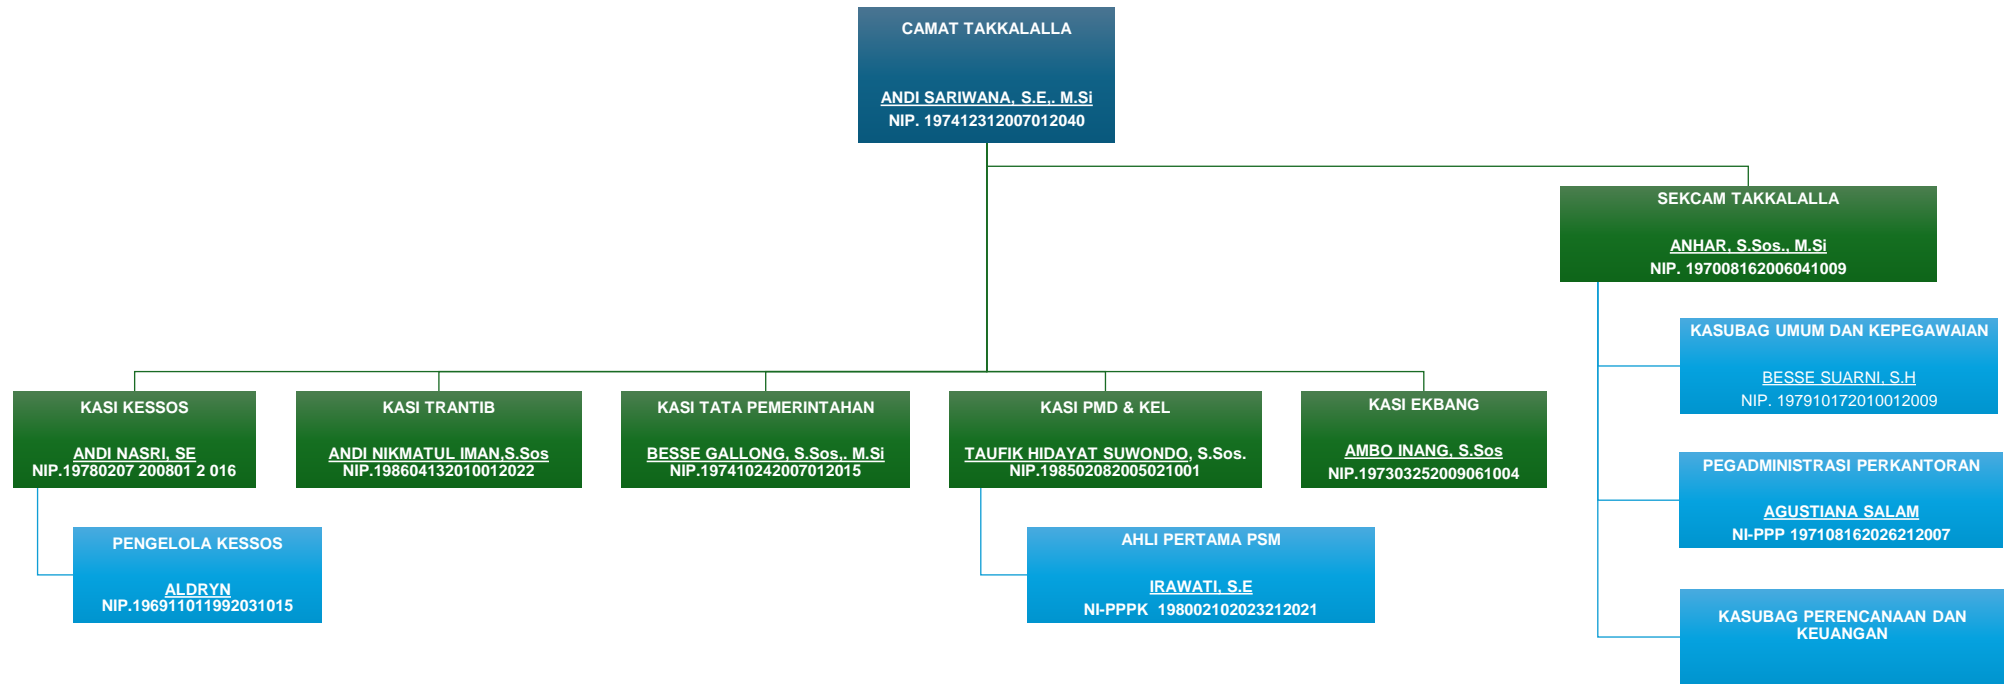 CAMAT TAKKALALLA
ANDI SARIWANA, S.E,. M.Si
NIP. 197412312007012040
SEKCAM TAKKALALLA
ANHAR, S.Sos., M.Si
NIP. 197008162006041009
KASUBAG UMUM DAN KEPEGAWAIAN
BESSE SUARNI, S.H
NIP. 197910172010012009
PEGADMINISTRASI PERKANTORAN
AGUSTIANA SALAM
NI-PPP 197108162026212007
KASUBAG PERENCANAAN DAN
KEUANGAN
KASI KESSOS
ANDI NASRI, SE
NIP.19780207 200801 2 016
PENGELOLA KESSOS
ALDRYN
NIP.196911011992031015
KASI TRANTIB
ANDI NIKMATUL IMAN,S.Sos
NIP.198604132010012022
KASI TATA PEMERINTAHAN
BESSE GALLONG, S.Sos,. M.Si
NIP.197410242007012015
KASI PMD & KEL
TAUFIK HIDAYAT SUWONDO, S.Sos.
NIP.198502082005021001
AHLI PERTAMA PSM
IRAWATI, S.E
NI-PPPK  198002102023212021
KASI EKBANG
AMBO INANG, S.Sos
NIP.197303252009061004